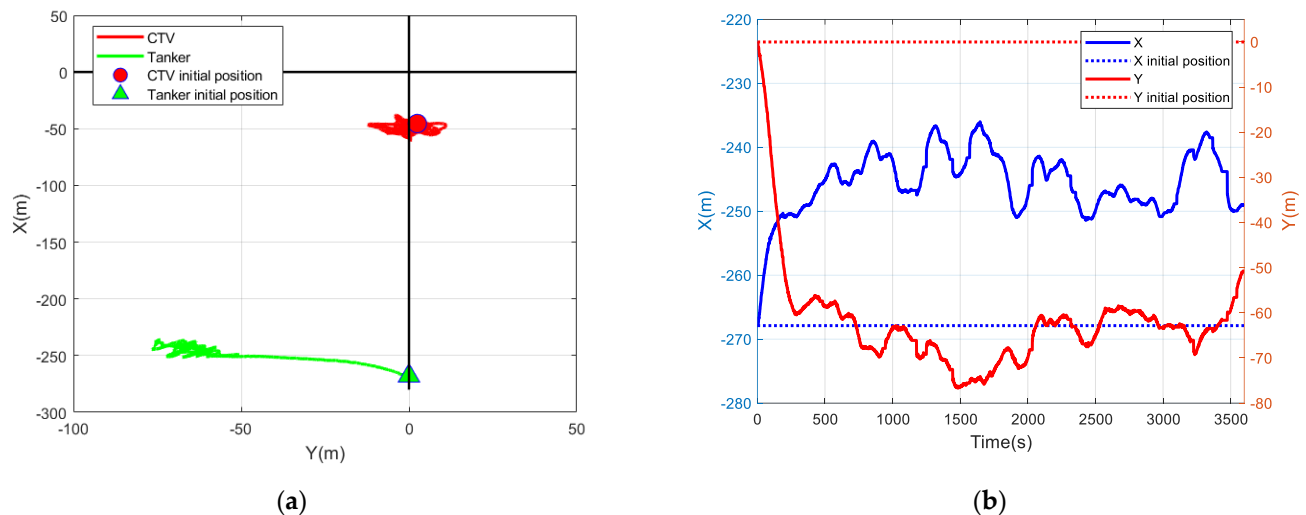 50
0
-50
-100
-150
-200
-250
-300
-100
-50
0
50
X(m)
Y(m)
CTV
Tanker
CTV initial position
Tanker initial position
(a)
-220
-230
-240
-250
-260
-270
-280
X(m)
0
500
1000
1500
2000
2500
3000
3500
Time(s)
0
-10
-20
-30
-40
-50
-60
-70
-80
Y(m)
X
X initial position
Y
Y initial position
(b)